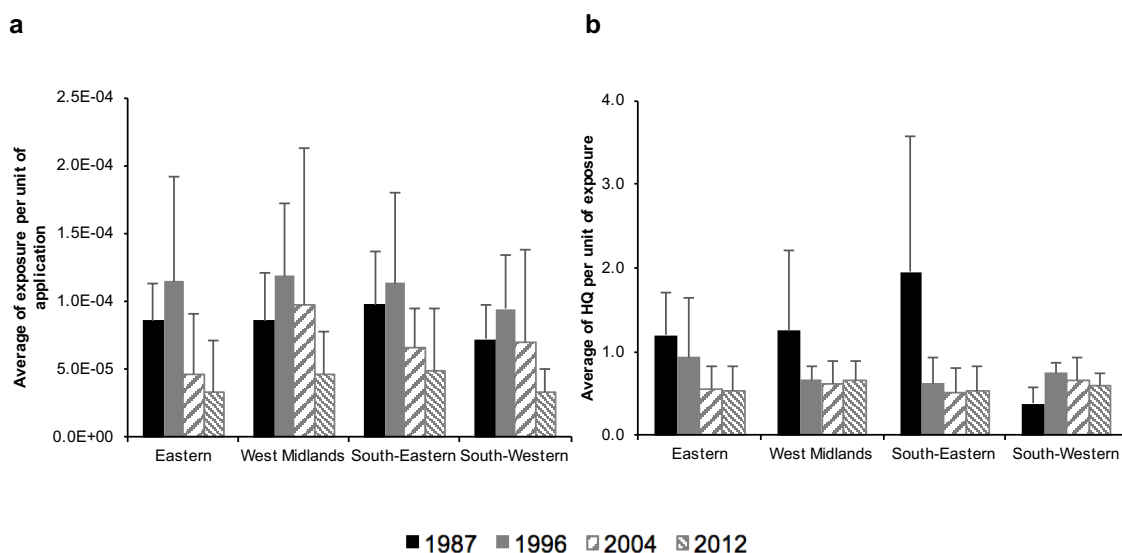 a
b
2.5E-04
2.0E-04
1.5E-04
1.0E-04
5.0E-05
0.0E+00
Average of exposure per unit of
application
Eastern
West Midlands
South-Eastern
South-Western
4.0
3.0
2.0
1.0
0.0
Average of HQ per unit of exposure
Eastern
West Midlands
South-Eastern
South-Western
1987
1996
2004
2012